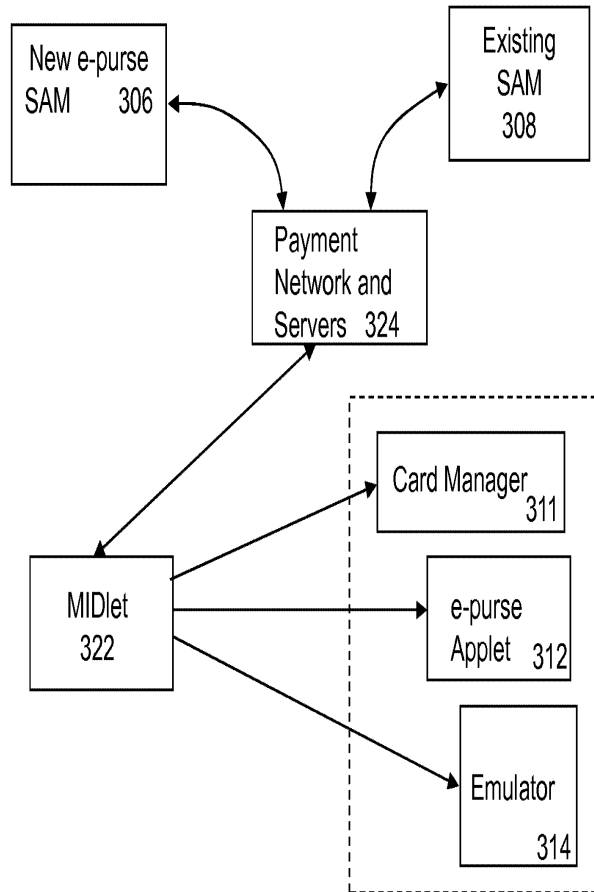 New e-purse
SAM 306
Existing
SAM
308
Payment
Network and
Servers 324
Card Manager
311
MIDlet
322
e-purse
Applet 312
Emulator
314